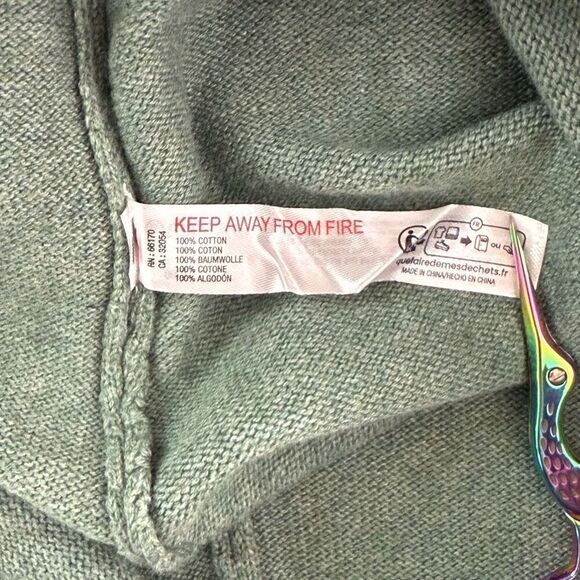 RN : 66170
CA : 32054
KEEP AWAY FROM FIRE
100% COTTON
100% COTON
100% BAUMWOLLE
100% COTONE
100% ALGODÓN
FR
ou
quefairedemesdechets.fr
MADE IN CHINA/HECHO EN CHINA